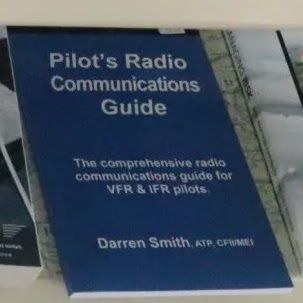 Pilot's Radio
Communications
Guide
The comprehensive radio
communications guide for
VFR & IFR pilots.
Darren Smith, ATP, CFII/MEI